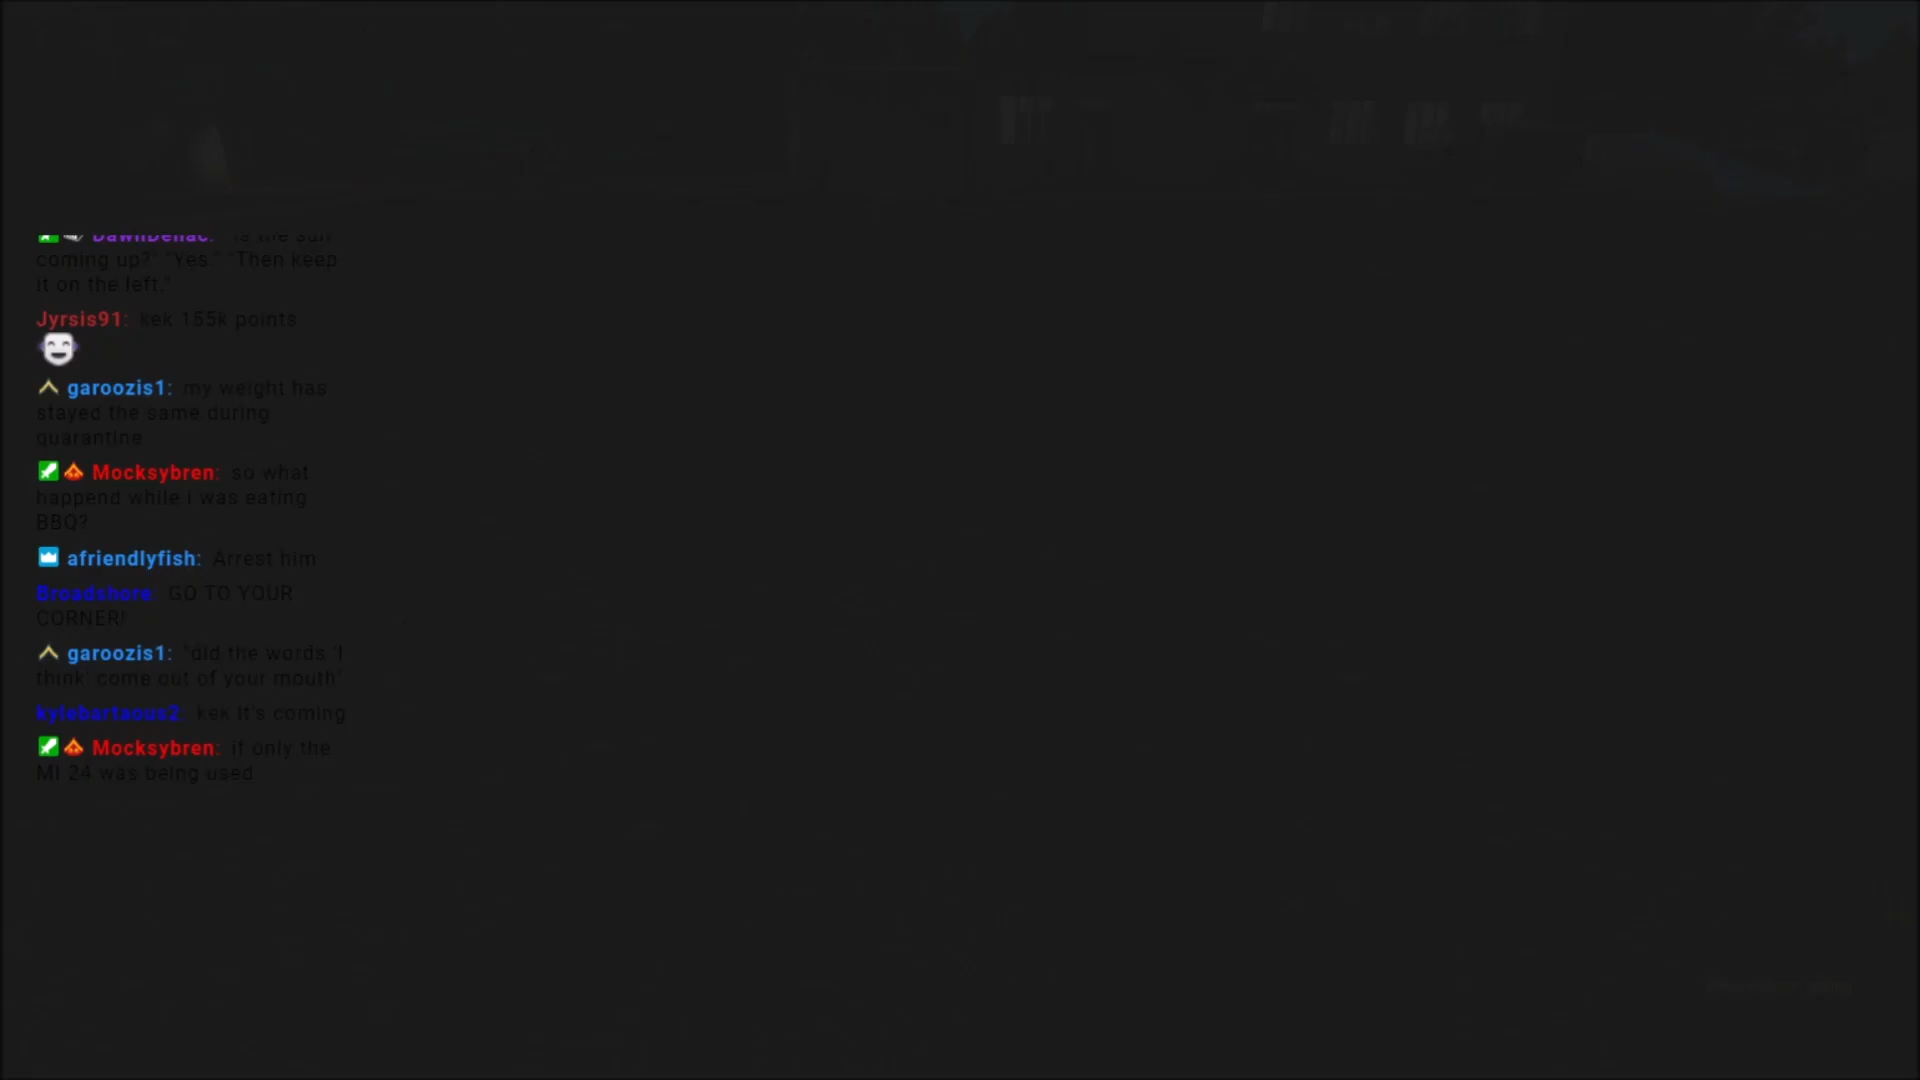 coming up?" "Yes." "Then keep
it on the left,"
Jyrsis91: kek 155k points
garoozis1: my weight has
stayed the same during
quarantine
Mocksybren: so what
happend while i was eating
BBQ?
afriendlyfish: Arrest him
Broadshore: GO TO YOUR
CORNER!
garoozis1: "did the words 'I
think' come out of your mouth"
kylebartaous2: kek it's coming
Mocksybren: if only the
MI 24 was being used